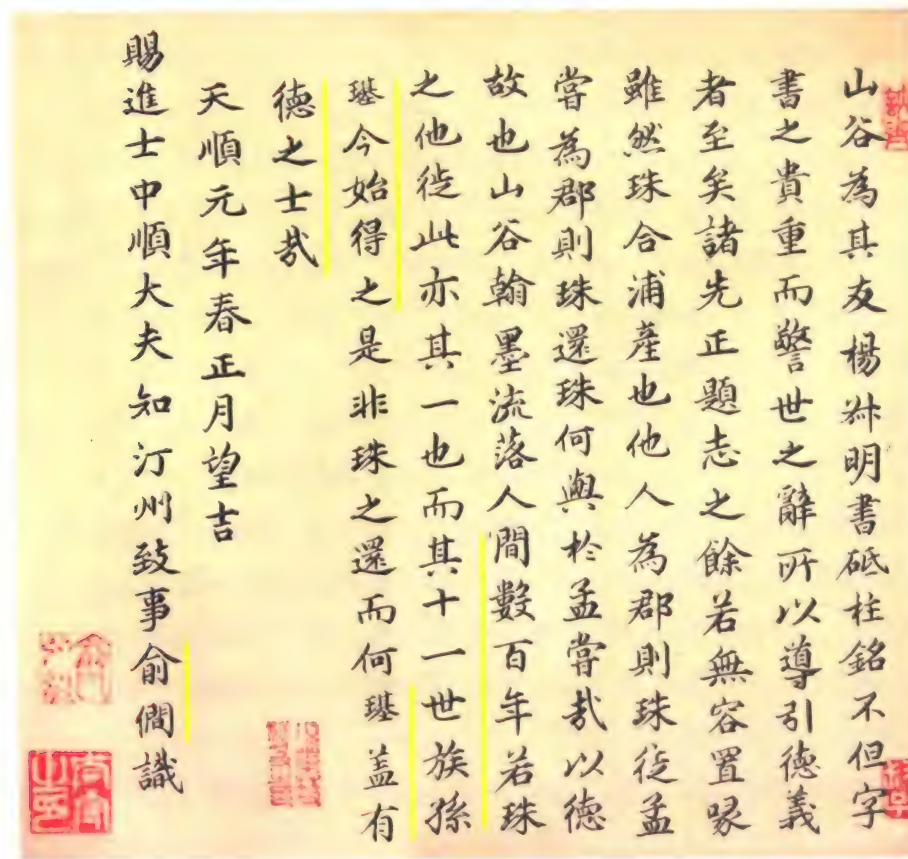 山谷為其友楊叔明書砥柱銘不但字
書之貴重而警世之辭所以導引德義
者至矣諸先正題志之餘若無容置喙
雖然珠合浦產也他人為郡則珠徙孟
嘗為郡則珠還珠何與於孟嘗哉以德
故也山谷翰墨流落人間數百年若珠
之他徙此亦其一也而其十一世族孫
璂今始得之是非珠之還而何璂盖有
德之士哉
天順元年春正月望吉
賜進士中順大夫知汀州致事俞僩識